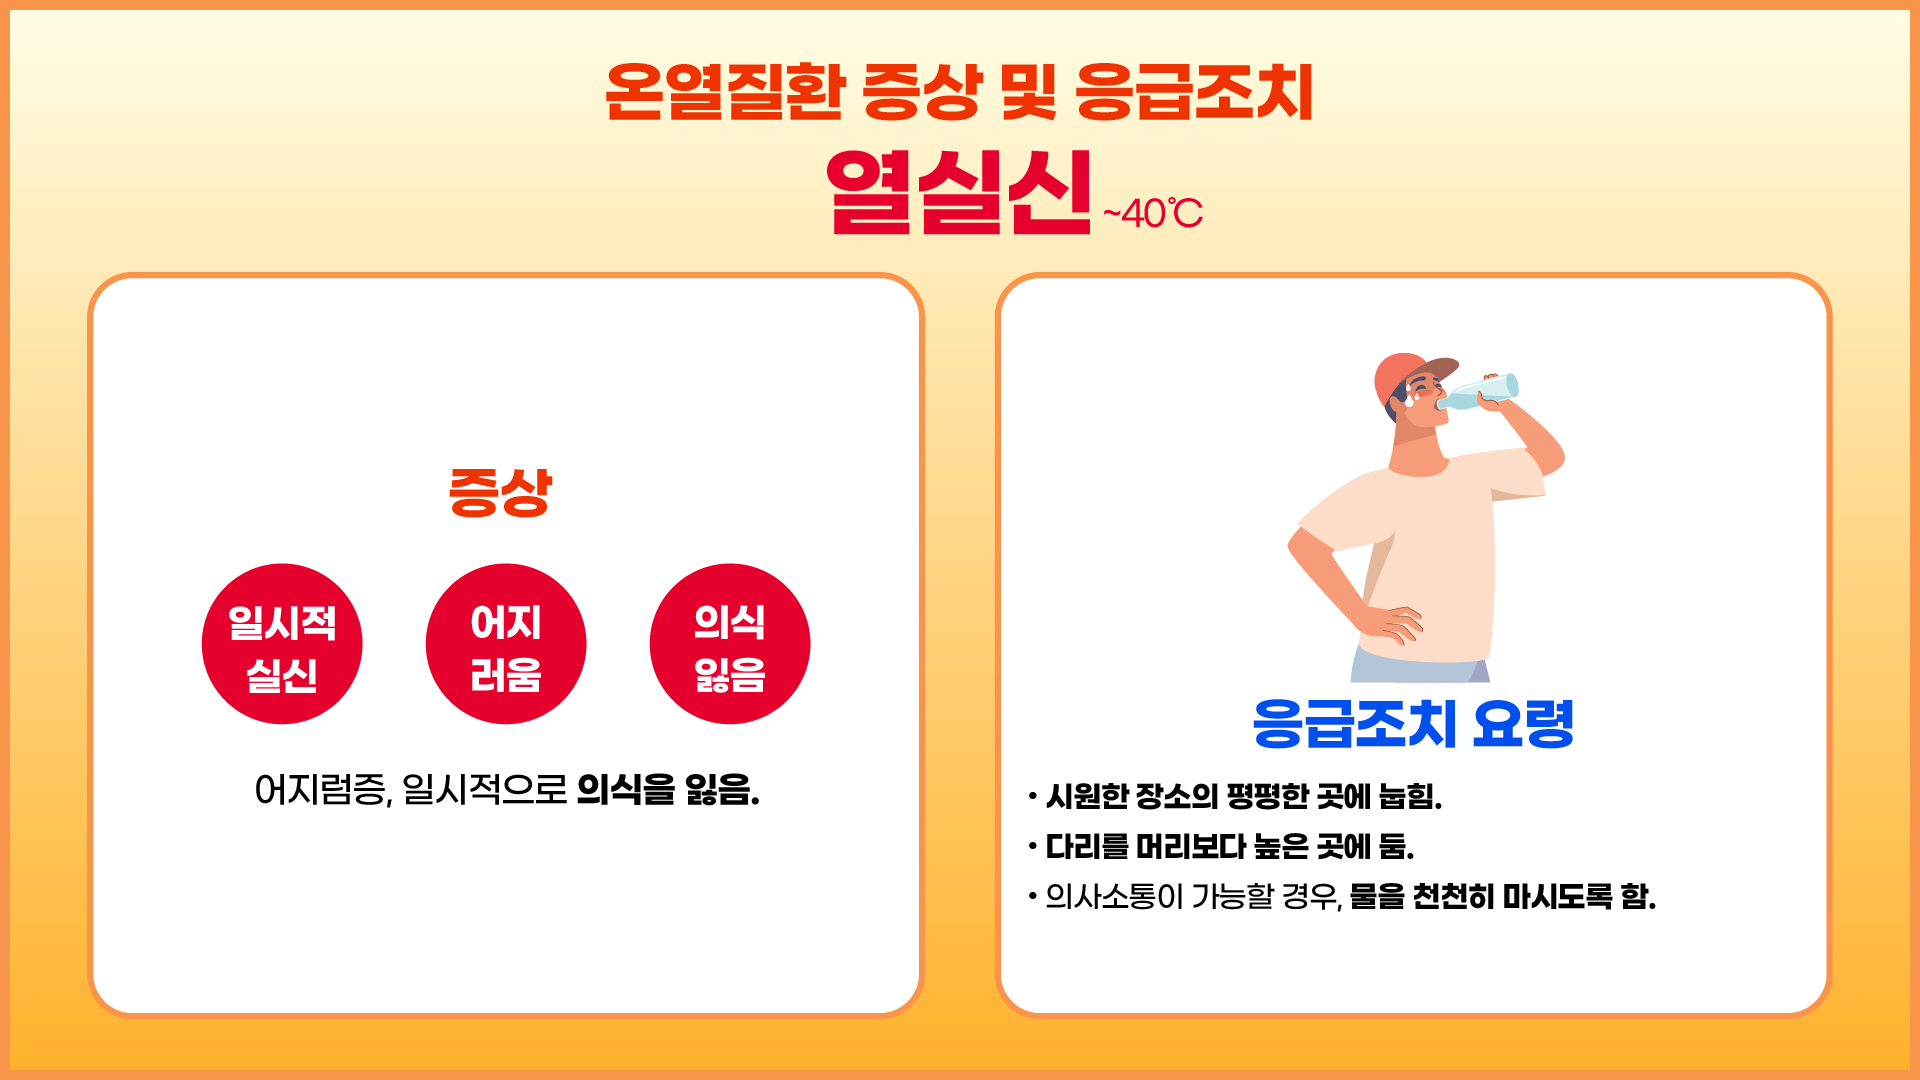 온열질환 증상 및 응급조치
열실신 ~40℃
증상
일시적
실신
어지
러움
의식
잃음
어지럼증, 일시적으로 의식을 잃음.
응급조치 요령
• 시원한 장소의 평평한 곳에 눕힘.
• 다리를 머리보다 높은 곳에 둠.
• 의사소통이 가능할 경우, 물을 천천히 마시도록 함.